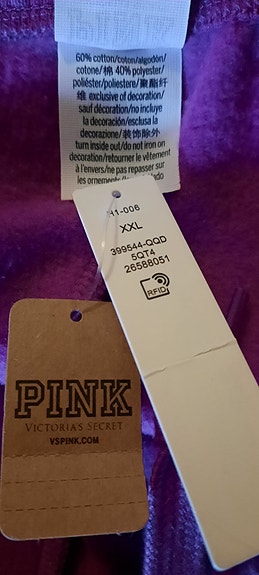 60% cotton/coton/algodón/
cotone/棉 40% polyester/
poliéster/poliestere/聚酯纤
维 exclusive of decoration/
sauf décoration/no incluye
la decoración/esclusa la
decorazione/装饰除外
turn inside out/do not iron on
decoration/retourner le vêtement
à l'envers/ne pas repasser sur
les ornements
-006
XXL
399544-QQD
5QT4
26588051
RFID
PINK
VICTORIA'S SECRET
VSPINK.COM